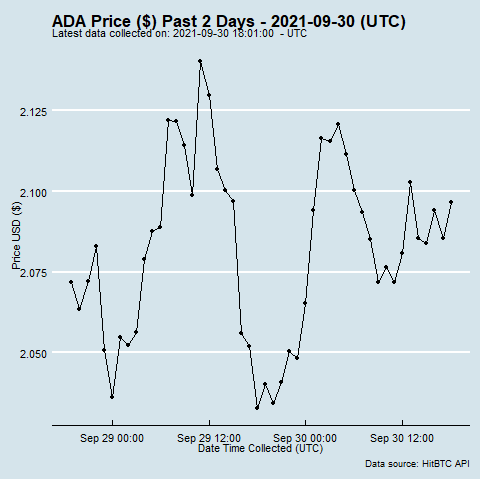 ADA Price ($) Past 2 Days - 2021-09-30 (UTC)
Latest data collected on: 2021-09-30 18:01:00 - UTC
2.125
2.100
2.075
2.050
Price USD ($)
Sep 29 00:00 Sep 29 12:00 Sep 30 00:00 Sep 30 12:00
Date Time Collected (UTC)
Data source: HitBTC API